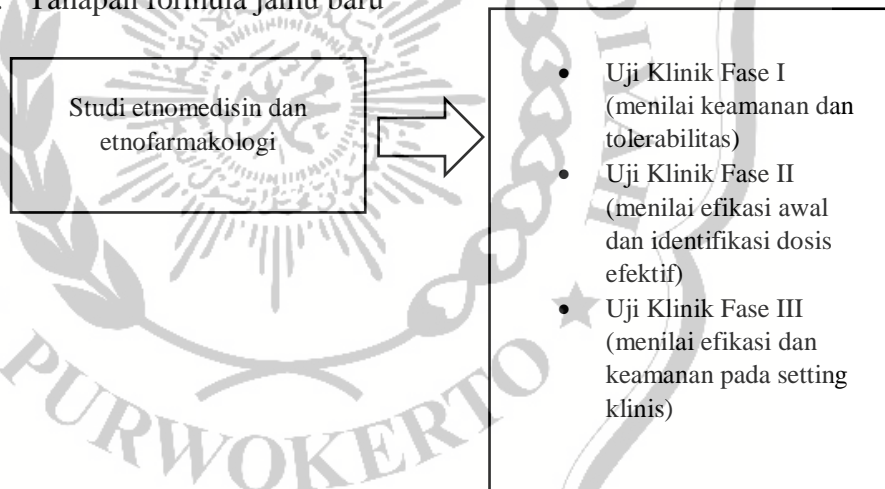 Tahapan formula jamu baru
Studi etnomedisin dan
etnofarmakologi
• Uji Klinik Fase I
(menilai keamanan dan
tolerabilitas)
• Uji Klinik Fase II
(menilai efikasi awal
dan identifikasi dosis
efektif)
• Uji Klinik Fase III
(menilai efikasi dan
keamanan pada setting
klinis)
PURWOKERTO